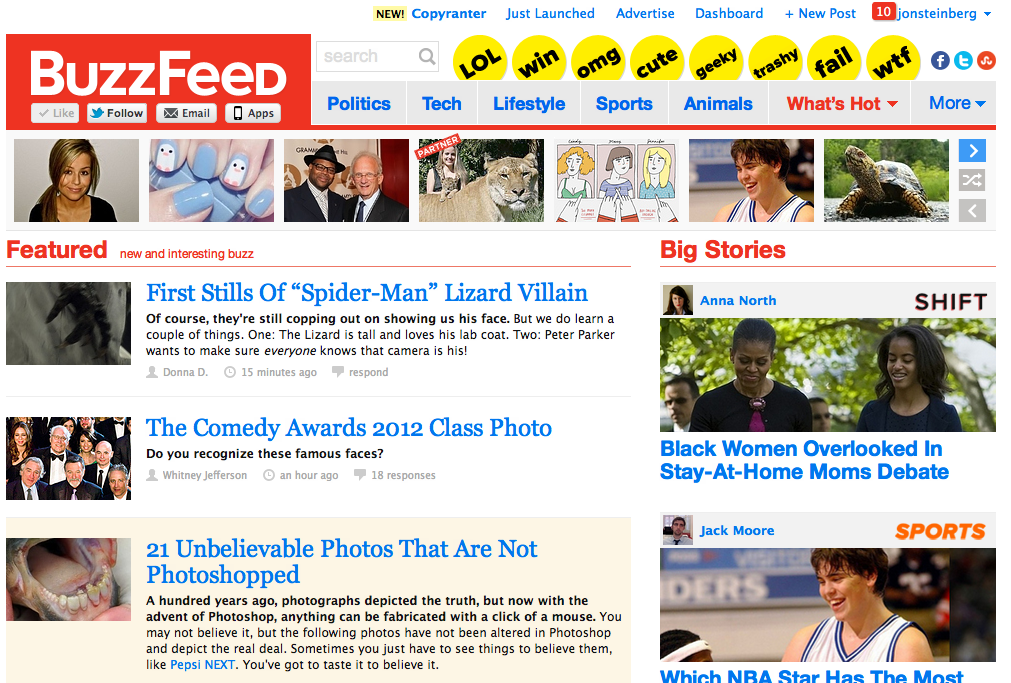 NEW! Copyranter Just Launched Advertise Dashboard + New Post 10 jonsteinberg
BuzzFeed
Like Follow Email Apps
search
LOL win omg cute geeky trashy fail wtf
Politics Tech Lifestyle Sports Animals What's Hot More
PARTNER
Featured new and interesting buzz
First Stills Of “Spider-Man” Lizard Villain
Of course, they're still copping out on showing us his face. But we do learn a
couple of things. One: The Lizard is tall and loves his lab coat. Two: Peter Parker
wants to make sure everyone knows that camera is his!
Donna D. 15 minutes ago respond
The Comedy Awards 2012 Class Photo
Do you recognize these famous faces?
Whitney Jefferson an hour ago 18 responses
21 Unbelievable Photos That Are Not
Photoshopped
A hundred years ago, photographs depicted the truth, but now with the
advent of Photoshop, anything can be fabricated with a click of a mouse. You
may not believe it, but the following photos have not been altered in Photoshop
and depict the real deal. Sometimes you just have to see things to believe them,
like Pepsi NEXT. You've got to taste it to believe it.
Big Stories
Anna North SHIFT
Black Women Overlooked In
Stay-At-Home Moms Debate
Jack Moore SPORTS
DERS
Which NBA Star Has The Most